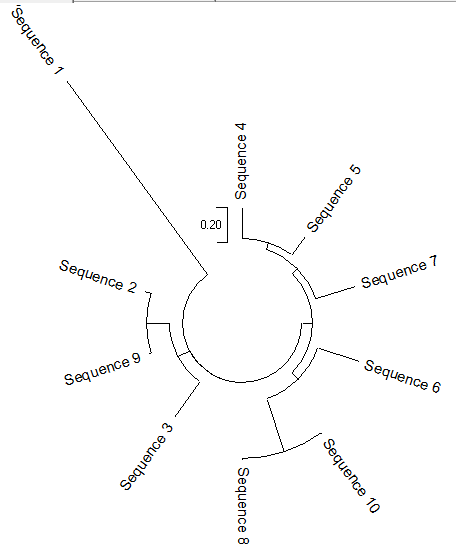 Sequence 1
Sequence 4
Sequence 5
0.20
Sequence 7
Sequence 2
Sequence 9
Sequence 6
Sequence 3
Sequence 10
Sequence 8